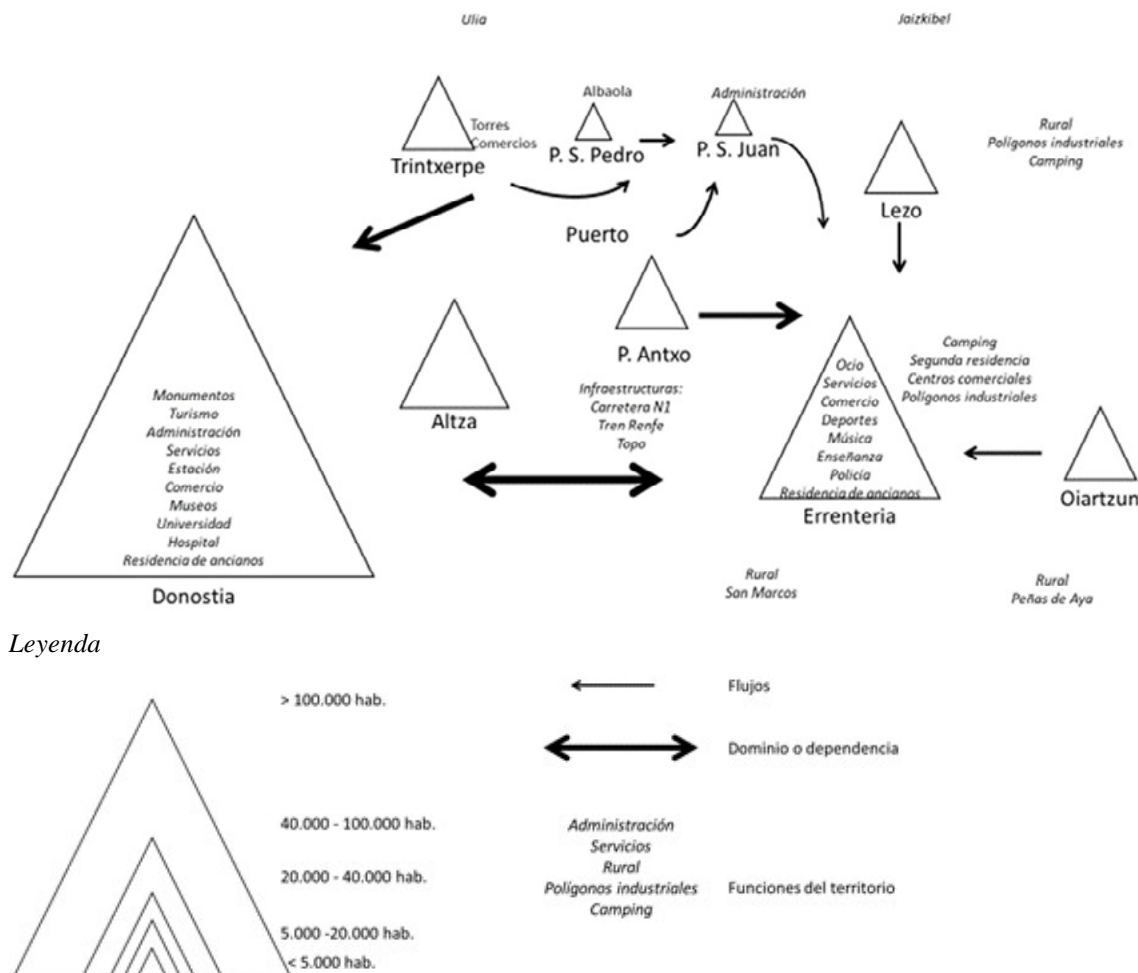 Ulia
Jaizkibel
Albaola
Administración
Torres
Comercios
Trintxerpe
P. S. Pedro
P. S. Juan
Rural
Polígonos industriales
Camping
Lezo
Puerto
P. Antxo
Infraestructuras:
Carretera N1
Tren Renfe
Topo
Altza
Monumentos
Turismo
Administración
Servicios
Estación
Comercio
Museos
Universidad
Hospital
Residencia de ancianos
Donostia
Ocio
Servicios
Comercio
Deportes
Música
Enseñanza
Policía
Residencia de ancianos
Errenteria
Camping
Segunda residencia
Centros comerciales
Polígonos industriales
Oiartzun
Rural
San Marcos
Rural
Peñas de Aya
Leyenda
> 100.000 hab.
40.000 - 100.000 hab.
20.000 - 40.000 hab.
5.000 -20.000 hab.
< 5.000 hab.
Flujos
Dominio o dependencia
Administración
Servicios
Rural
Polígonos industriales
Camping
Funciones del territorio